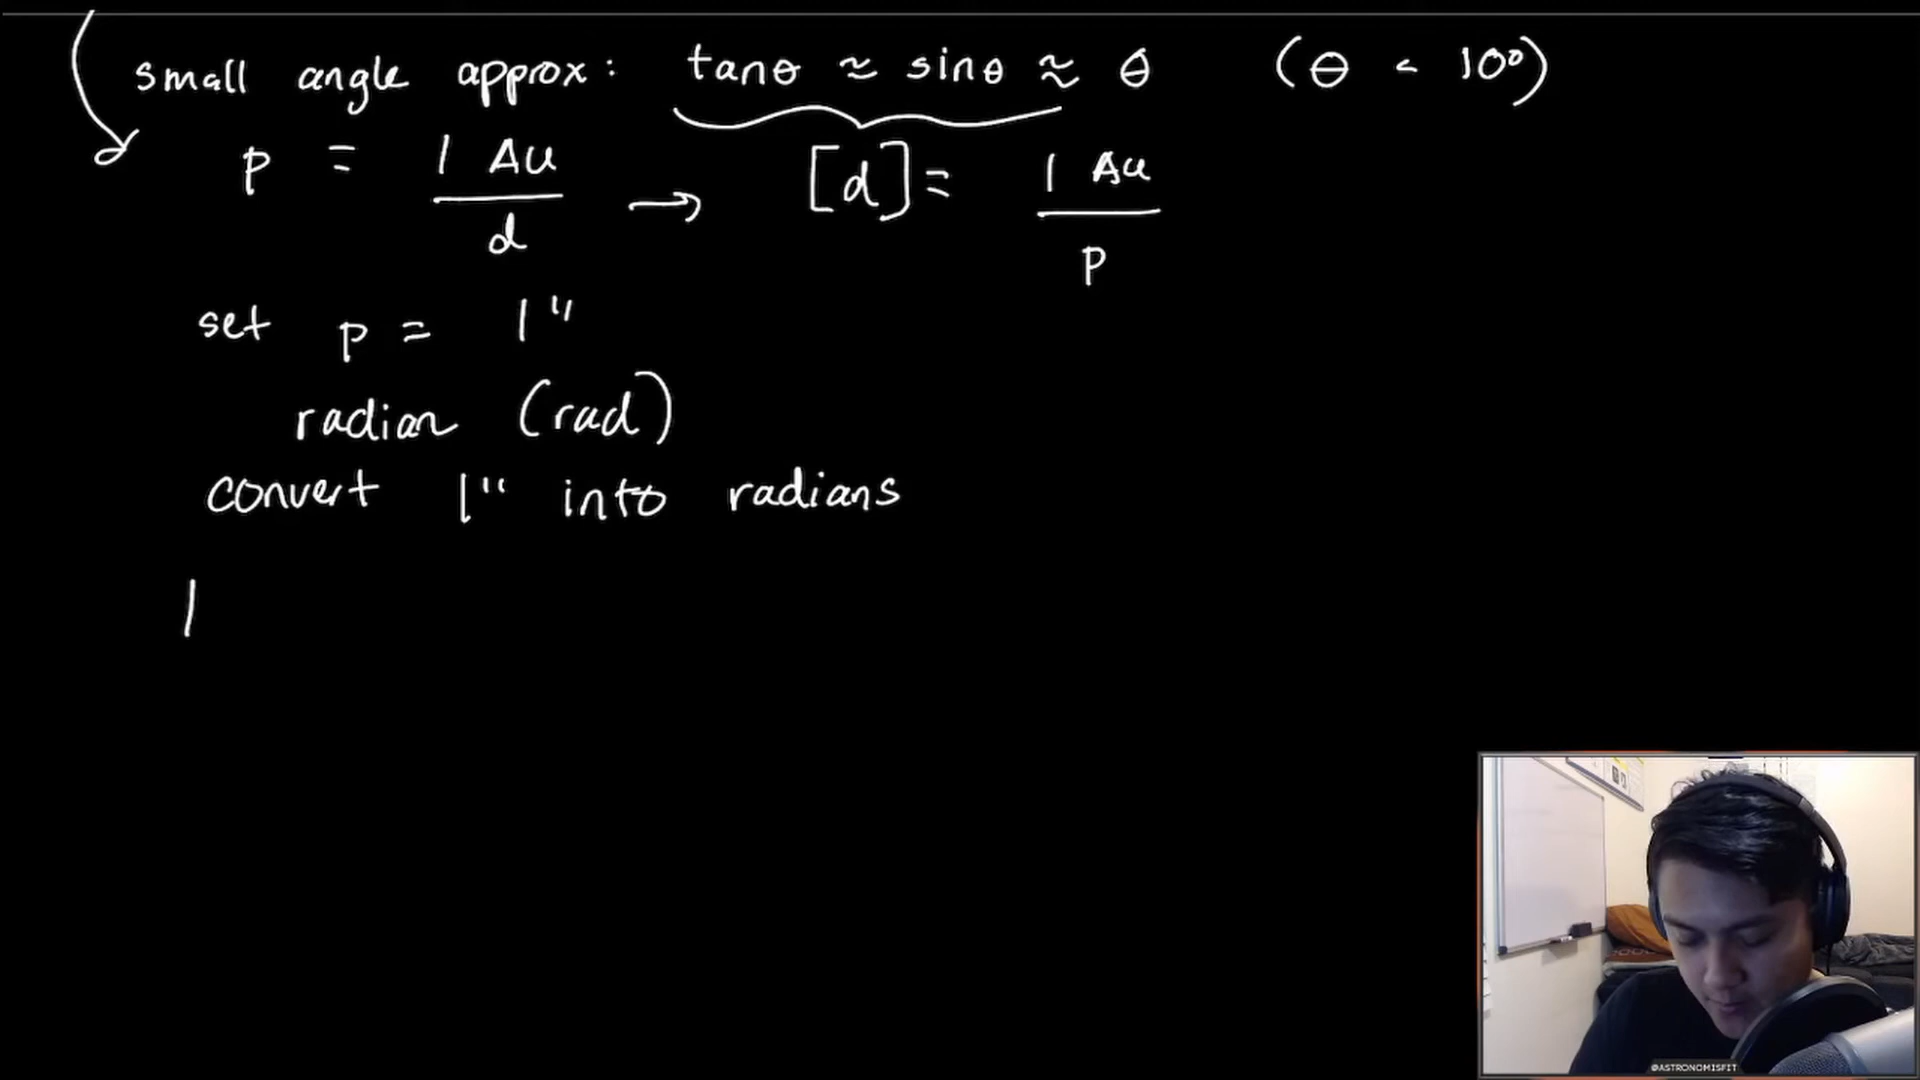 small angle approx: tanθ ≈ sinθ ≈ θ (θ < 10°)
p = 1 AU / d → [d] = 1 AU / p
set p = 1"
radian (rad)
convert 1" into radians
1
@ASTRONOMISFIT